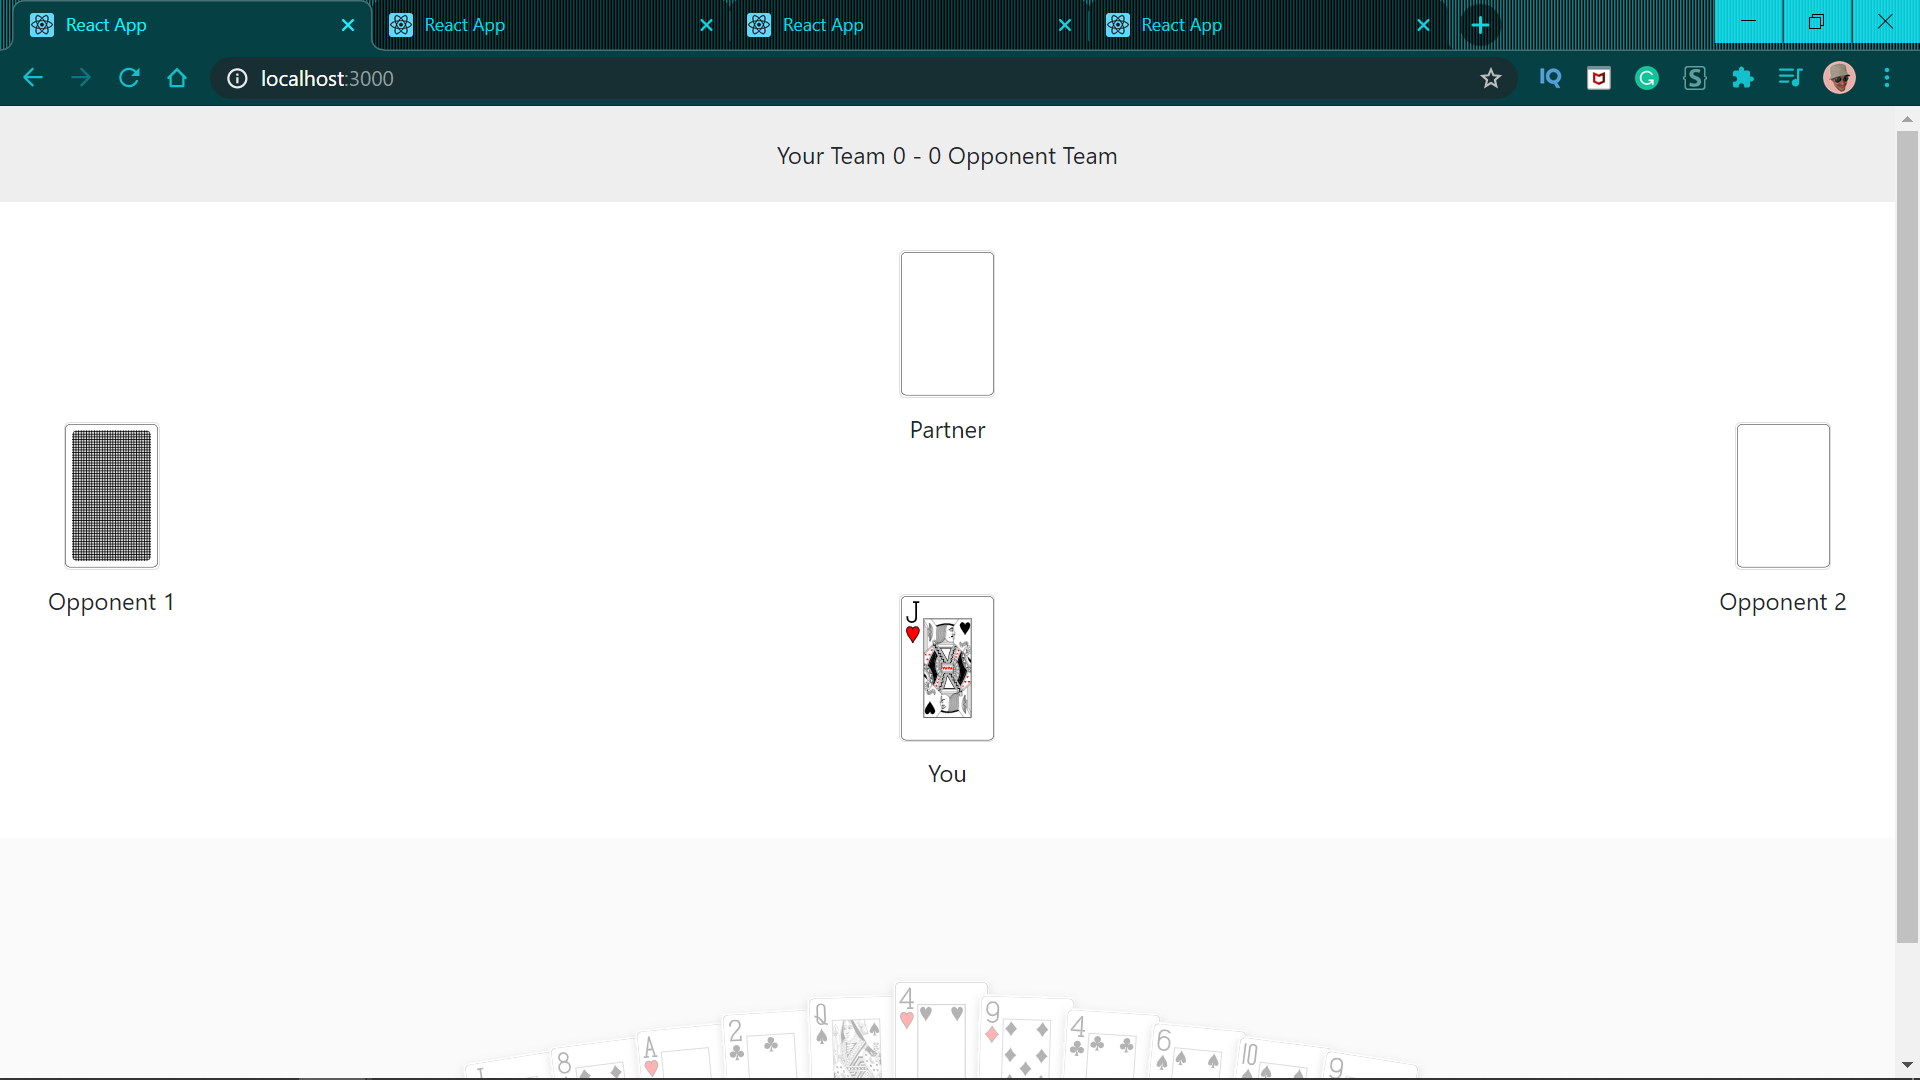 React App
React App
React App
React App
localhost:3000
IQ
Your Team 0 - 0 Opponent Team
Partner
Opponent 1
Opponent 2
J
You
J
8
A
2
Q
4
9
4
6
10
9